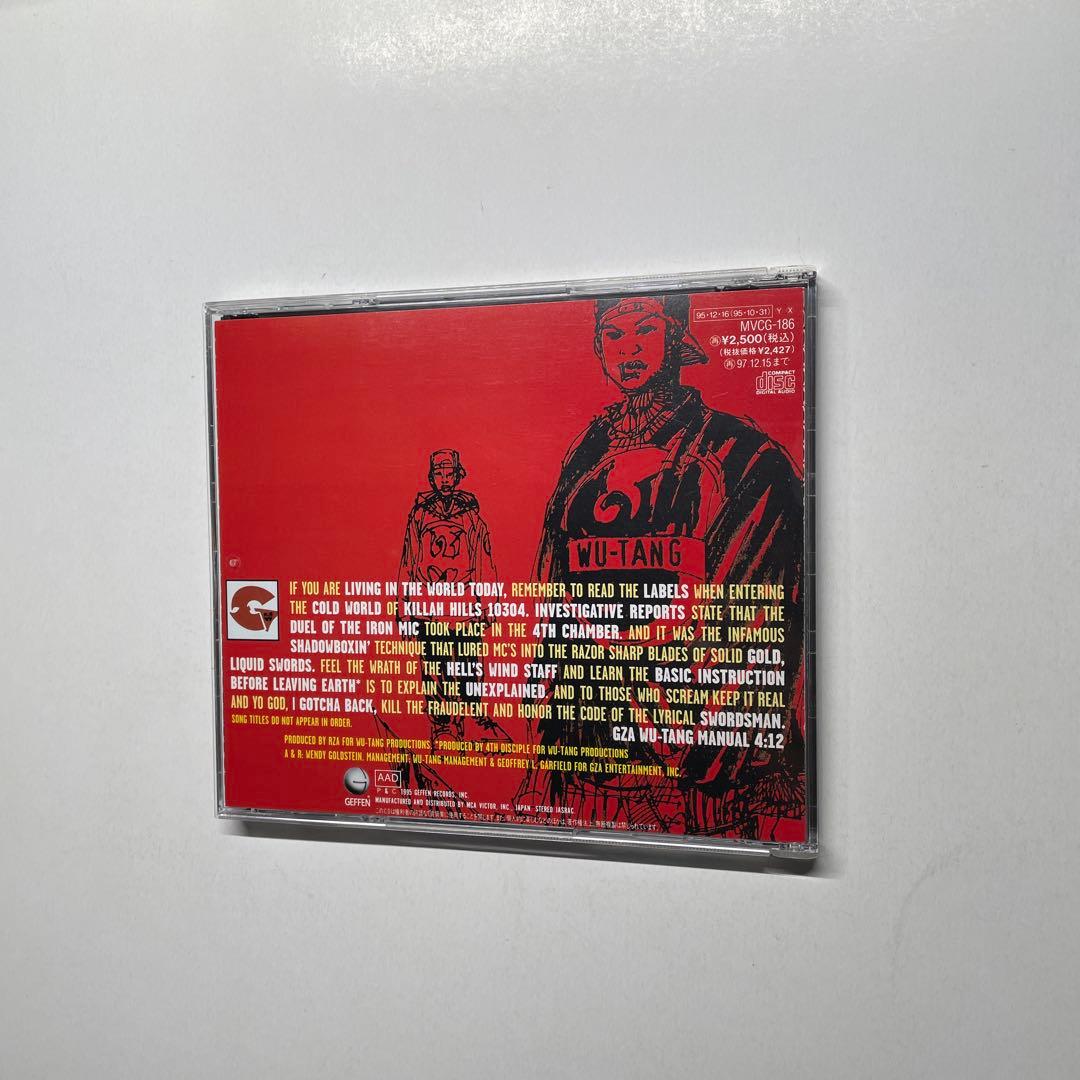 95・12・16(95・10・31) Y X
MVCG-186
再¥2,500(税込)
(税抜価格¥2,427)
再97.12.15まで
COMPACT
disc
DIGITAL AUDIO
WU-TANG
G
IF YOU ARE LIVING IN THE WORLD TODAY, REMEMBER TO READ THE LABELS WHEN ENTERING
THE COLD WORLD OF KILLAH HILLS 10304. INVESTIGATIVE REPORTS STATE THAT THE
DUEL OF THE IRON MIC TOOK PLACE IN THE 4TH CHAMBER. AND IT WAS THE INFAMOUS
SHADOWBOXIN' TECHNIQUE THAT LURED MC'S INTO THE RAZOR SHARP BLADES OF SOLID GOLD,
LIQUID SWORDS. FEEL THE WRATH OF THE HELL'S WIND STAFF AND LEARN THE BASIC INSTRUCTION
BEFORE LEAVING EARTH* IS TO EXPLAIN THE UNEXPLAINED, AND TO THOSE WHO SCREAM KEEP IT REAL
AND YO GOD, I GOTCHA BACK, KILL THE FRAUDELENT AND HONOR THE CODE OF THE LYRICAL SWORDSMAN.
SONG TITLES DO NOT APPEAR IN ORDER.
GZA WU-TANG MANUAL 4:12
PRODUCED BY RZA FOR WU-TANG PRODUCTIONS. *PRODUCED BY 4TH DISCIPLE FOR WU-TANG PRODUCTIONS
A & R: WENDY GOLDSTEIN. MANAGEMENT: WU-TANG MANAGEMENT & GEOFFREY L. GARFIELD FOR GZA ENTERTAINMENT, INC.
GEFFEN
AAD
P & C 1995 GEFFEN RECORDS, INC.
MANUFACTURED AND DISTRIBUTED BY MCA VICTOR, INC. JAPAN STEREO JASRAC